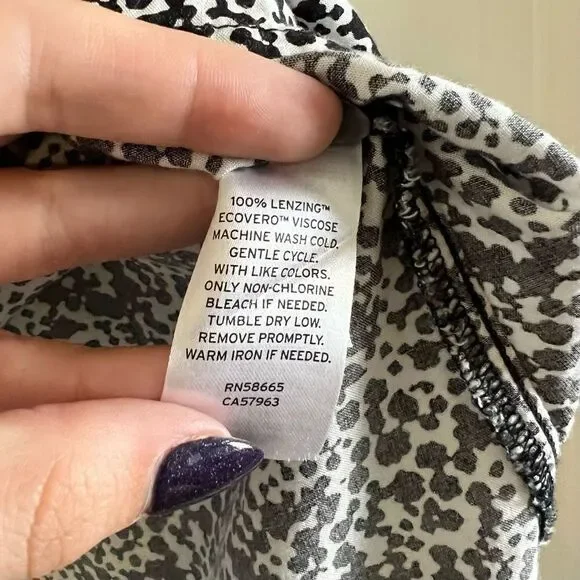 100% LENZING™
ECOVERO™ VISCOSE
MACHINE WASH COLD.
GENTLE CYCLE.
WITH LIKE COLORS.
ONLY NON-CHLORINE
BLEACH IF NEEDED.
TUMBLE DRY LOW.
REMOVE PROMPTLY.
WARM IRON IF NEEDED.
RN58665
CA57963